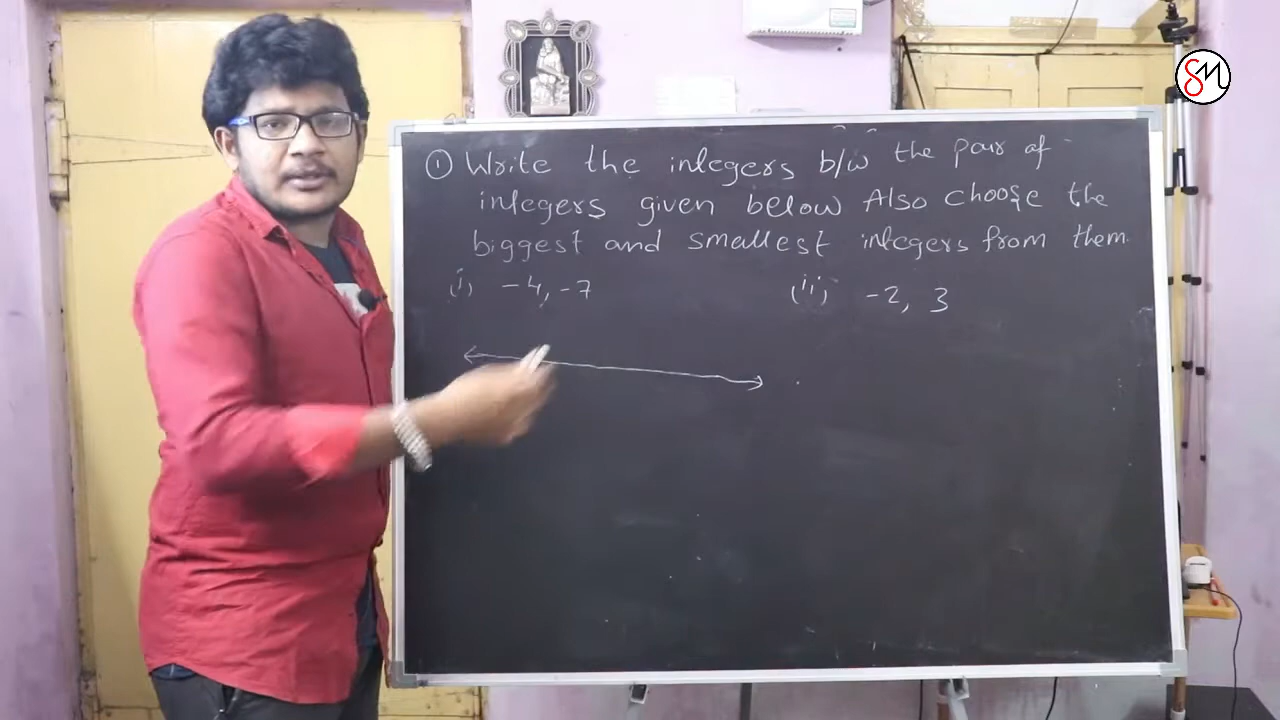 SM
① Write the integers b/w the pair of
integers given below Also choose the
biggest and smallest integers from them.
(i) -4, -7
(ii) -2, 3